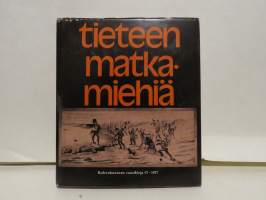 tieteen
matka-
miehiä
Kalevalaseuran vuosikirja 57 · 1977